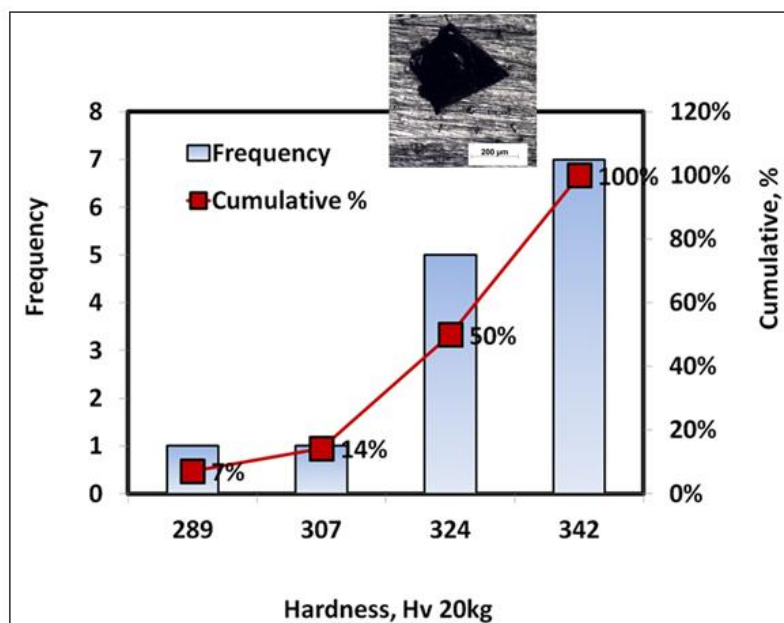 200 µm
8
7
6
5
4
3
2
1
0
Frequency
Frequency
Cumulative %
7%
14%
50%
100%
120%
100%
80%
60%
40%
20%
0%
Cumulative, %
289 307 324 342
Hardness, Hv 20kg